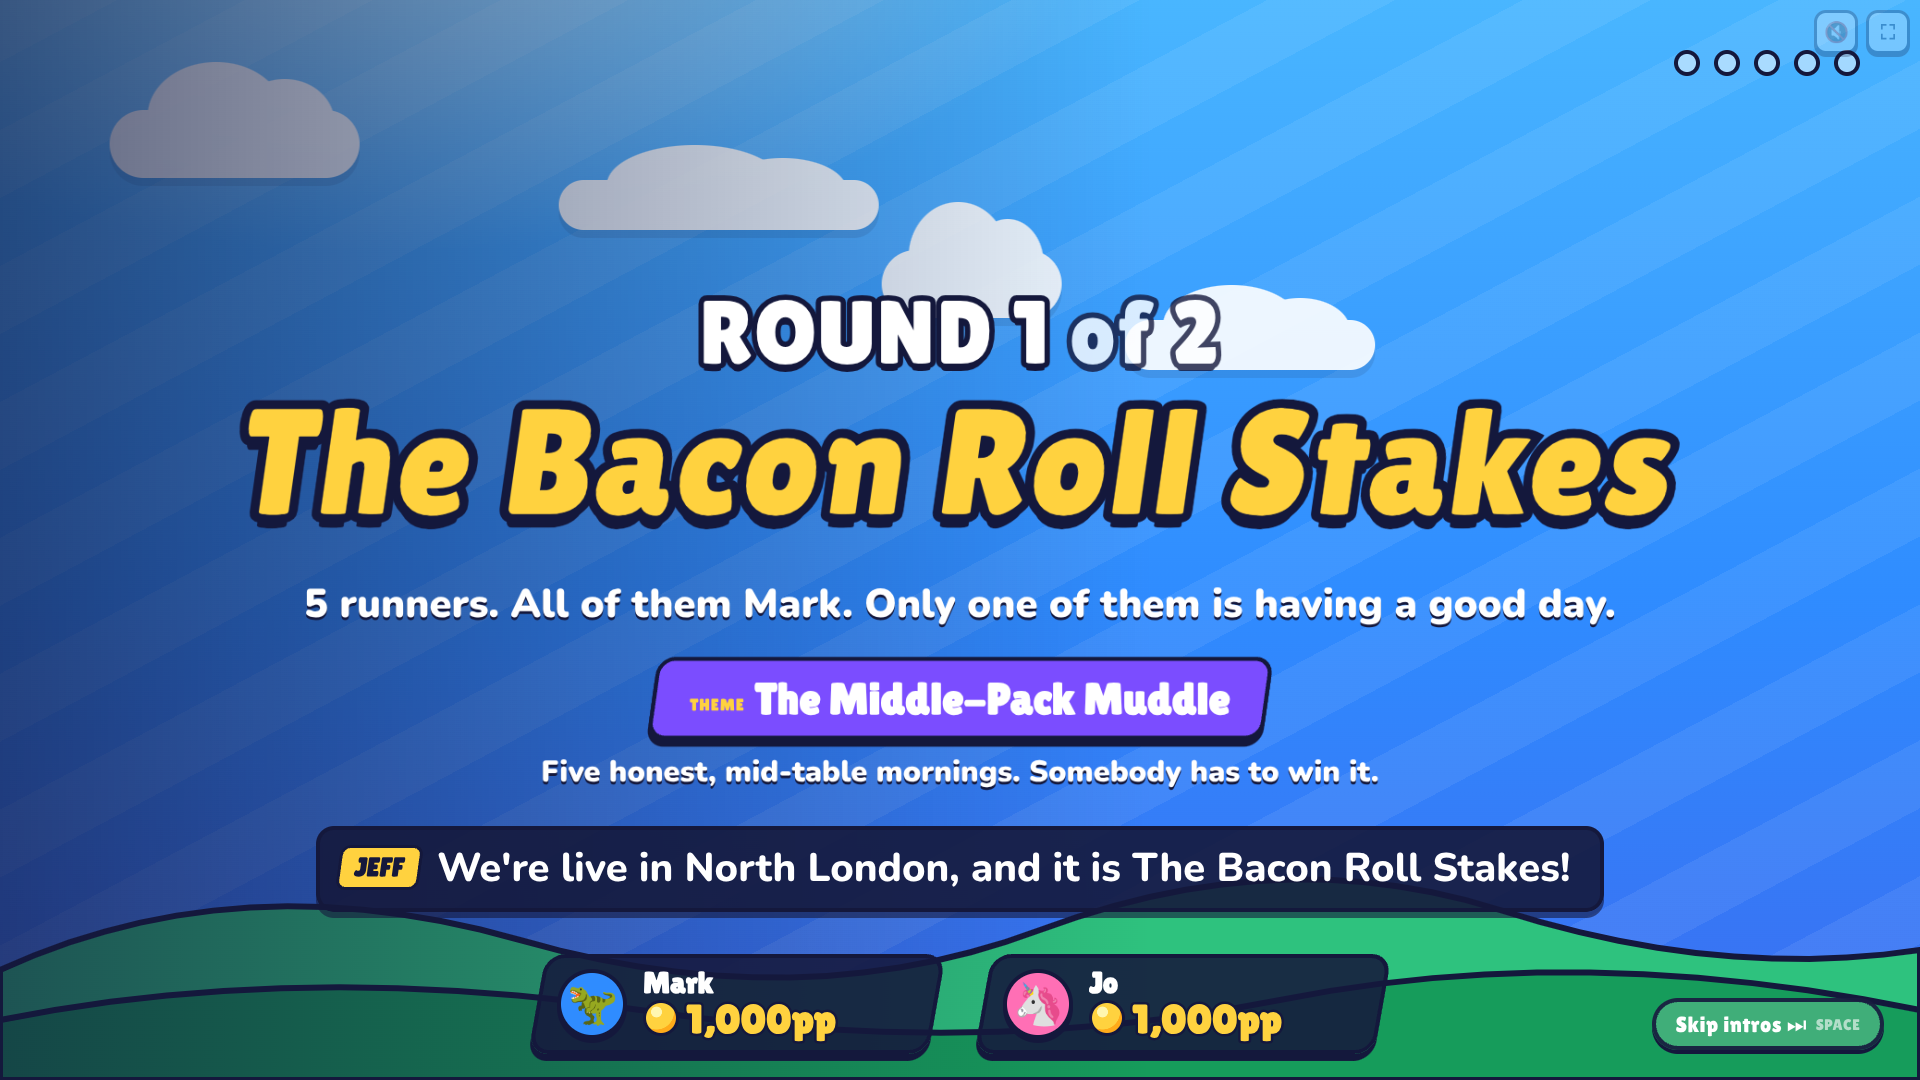 ROUND 1 of 2
The Bacon Roll Stakes
5 runners. All of them Mark. Only one of them is having a good day.
THEME The Middle-Pack Muddle
Five honest, mid-table mornings. Somebody has to win it.
JEFF We're live in North London, and it is The Bacon Roll Stakes!
Mark
1,000pp
Jo
1,000pp
Skip intros SPACE